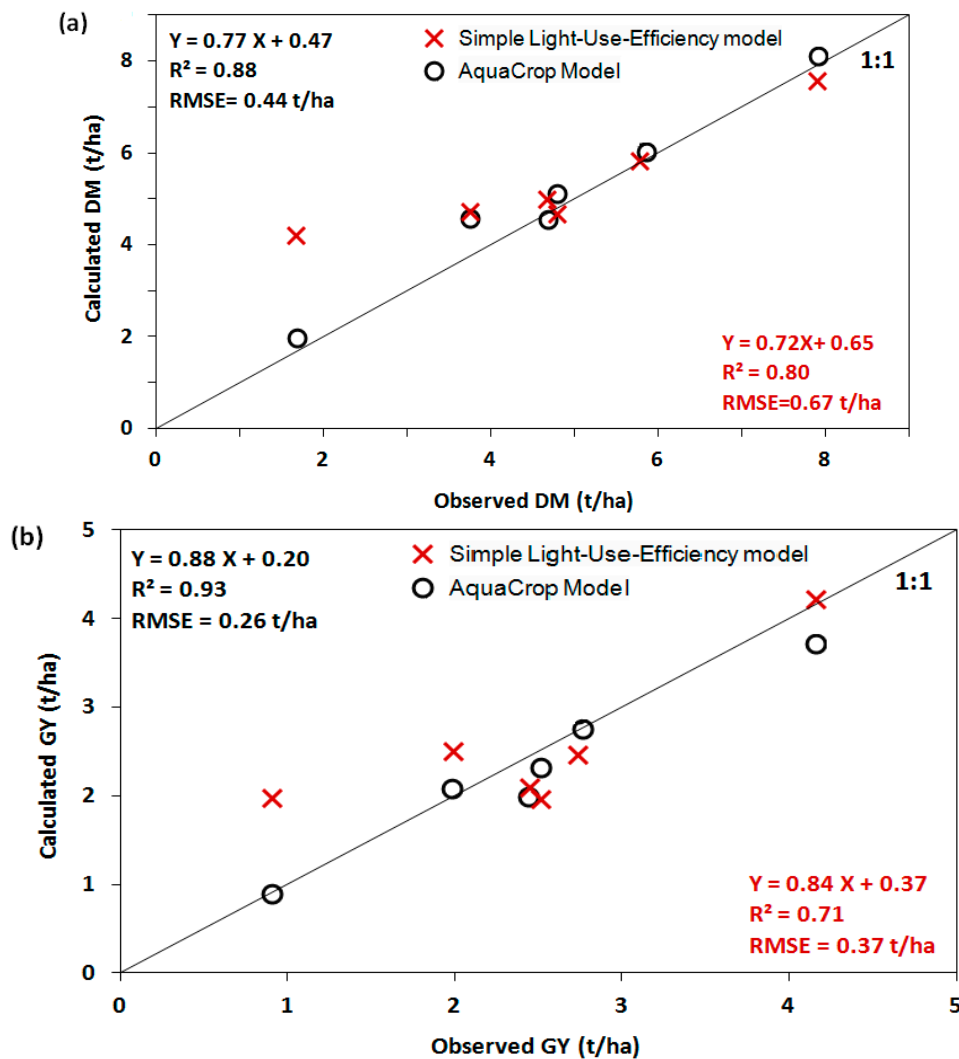 (a)
Y = 0.77 X + 0.47
R² = 0.88
RMSE= 0.44 t/ha
Simple Light-Use-Efficiency model
AquaCrop Model
1:1
8
6
4
2
0
Calculated DM (t/ha)
Y = 0.72X+ 0.65
R² = 0.80
RMSE=0.67 t/ha
0 2 4 6 8
Observed DM (t/ha)
(b)
Y = 0.88 X + 0.20
R² = 0.93
RMSE = 0.26 t/ha
Simple Light-Use-Efficiency model
AquaCrop Model
1:1
5
4
3
2
1
0
Calculated GY (t/ha)
Y = 0.84 X + 0.37
R² = 0.71
RMSE = 0.37 t/ha
0 1 2 3 4 5
Observed GY (t/ha)